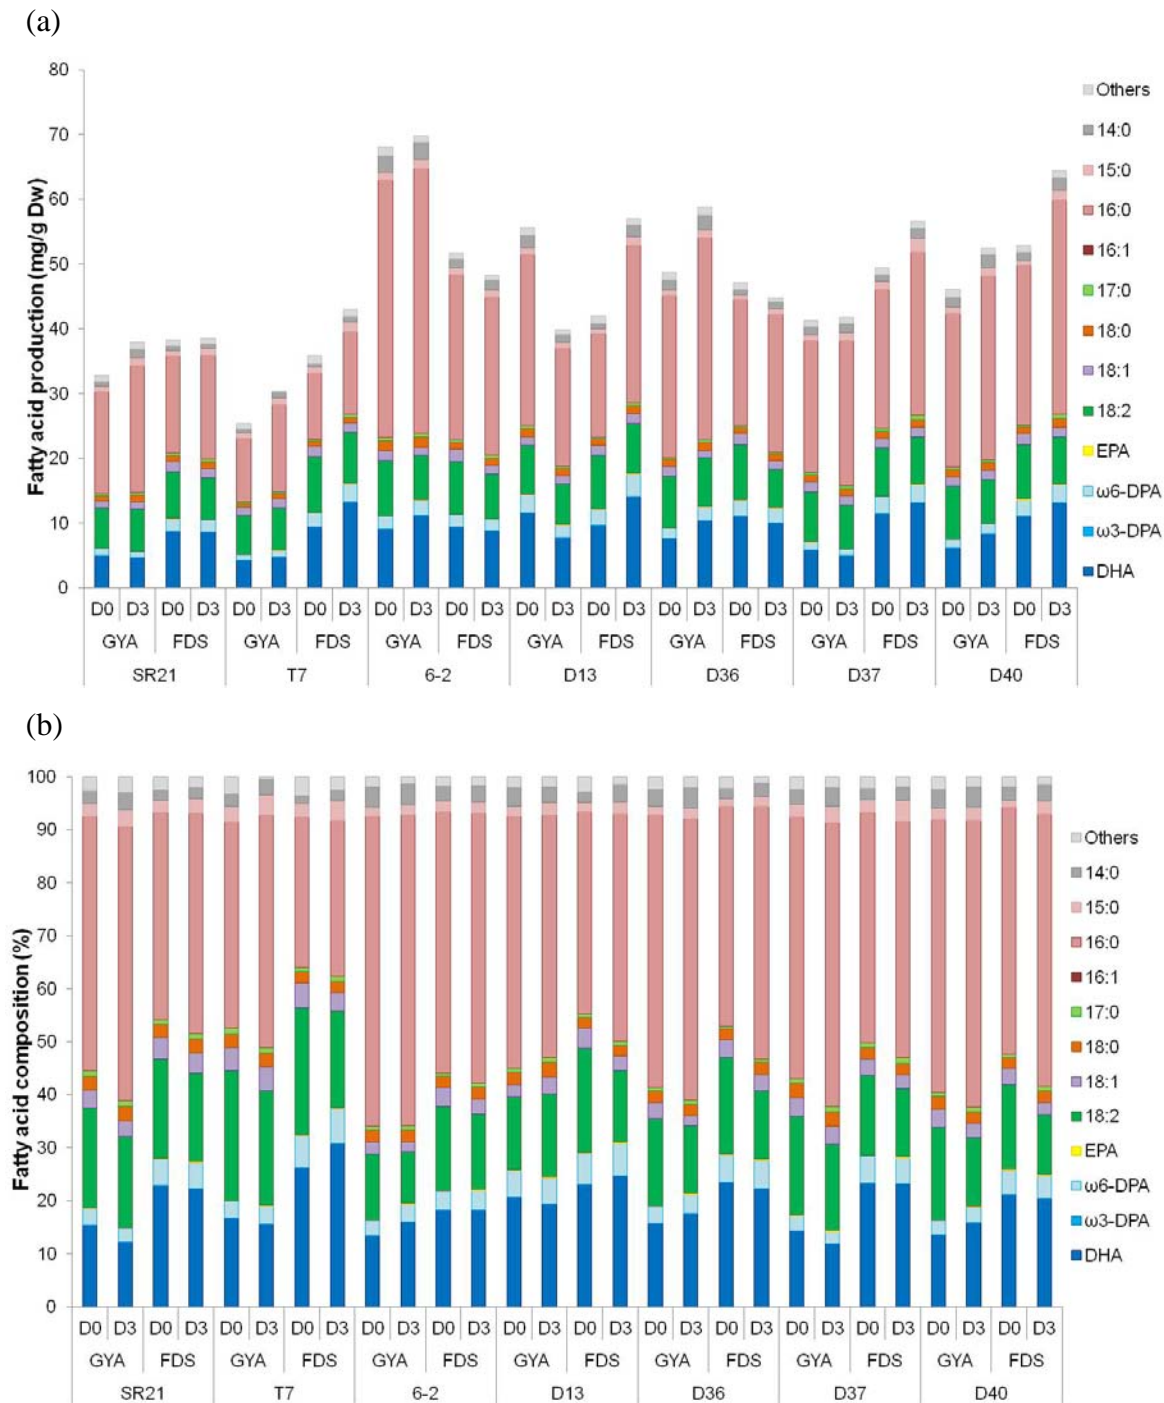 (a)
Fatty acid production (mg/g Dw)
80
70
60
50
40
30
20
10
0
Others
14:0
15:0
16:0
16:1
17:0
18:0
18:1
18:2
EPA
ω6-DPA
ω3-DPA
DHA
D0 D3 D0 D3 D0 D3 D0 D3 D0 D3 D0 D3 D0 D3 D0 D3 D0 D3 D0 D3 D0 D3 D0 D3 D0 D3 D0 D3
GYA FDS GYA FDS GYA FDS GYA FDS GYA FDS GYA FDS GYA FDS
SR21 T7 6-2 D13 D36 D37 D40
(b)
Fatty acid composition (%)
100
90
80
70
60
50
40
30
20
10
0
Others
14:0
15:0
16:0
16:1
17:0
18:0
18:1
18:2
EPA
ω6-DPA
ω3-DPA
DHA
D0 D3 D0 D3 D0 D3 D0 D3 D0 D3 D0 D3 D0 D3 D0 D3 D0 D3 D0 D3 D0 D3 D0 D3 D0 D3 D0 D3
GYA FDS GYA FDS GYA FDS GYA FDS GYA FDS GYA FDS GYA FDS
SR21 T7 6-2 D13 D36 D37 D40